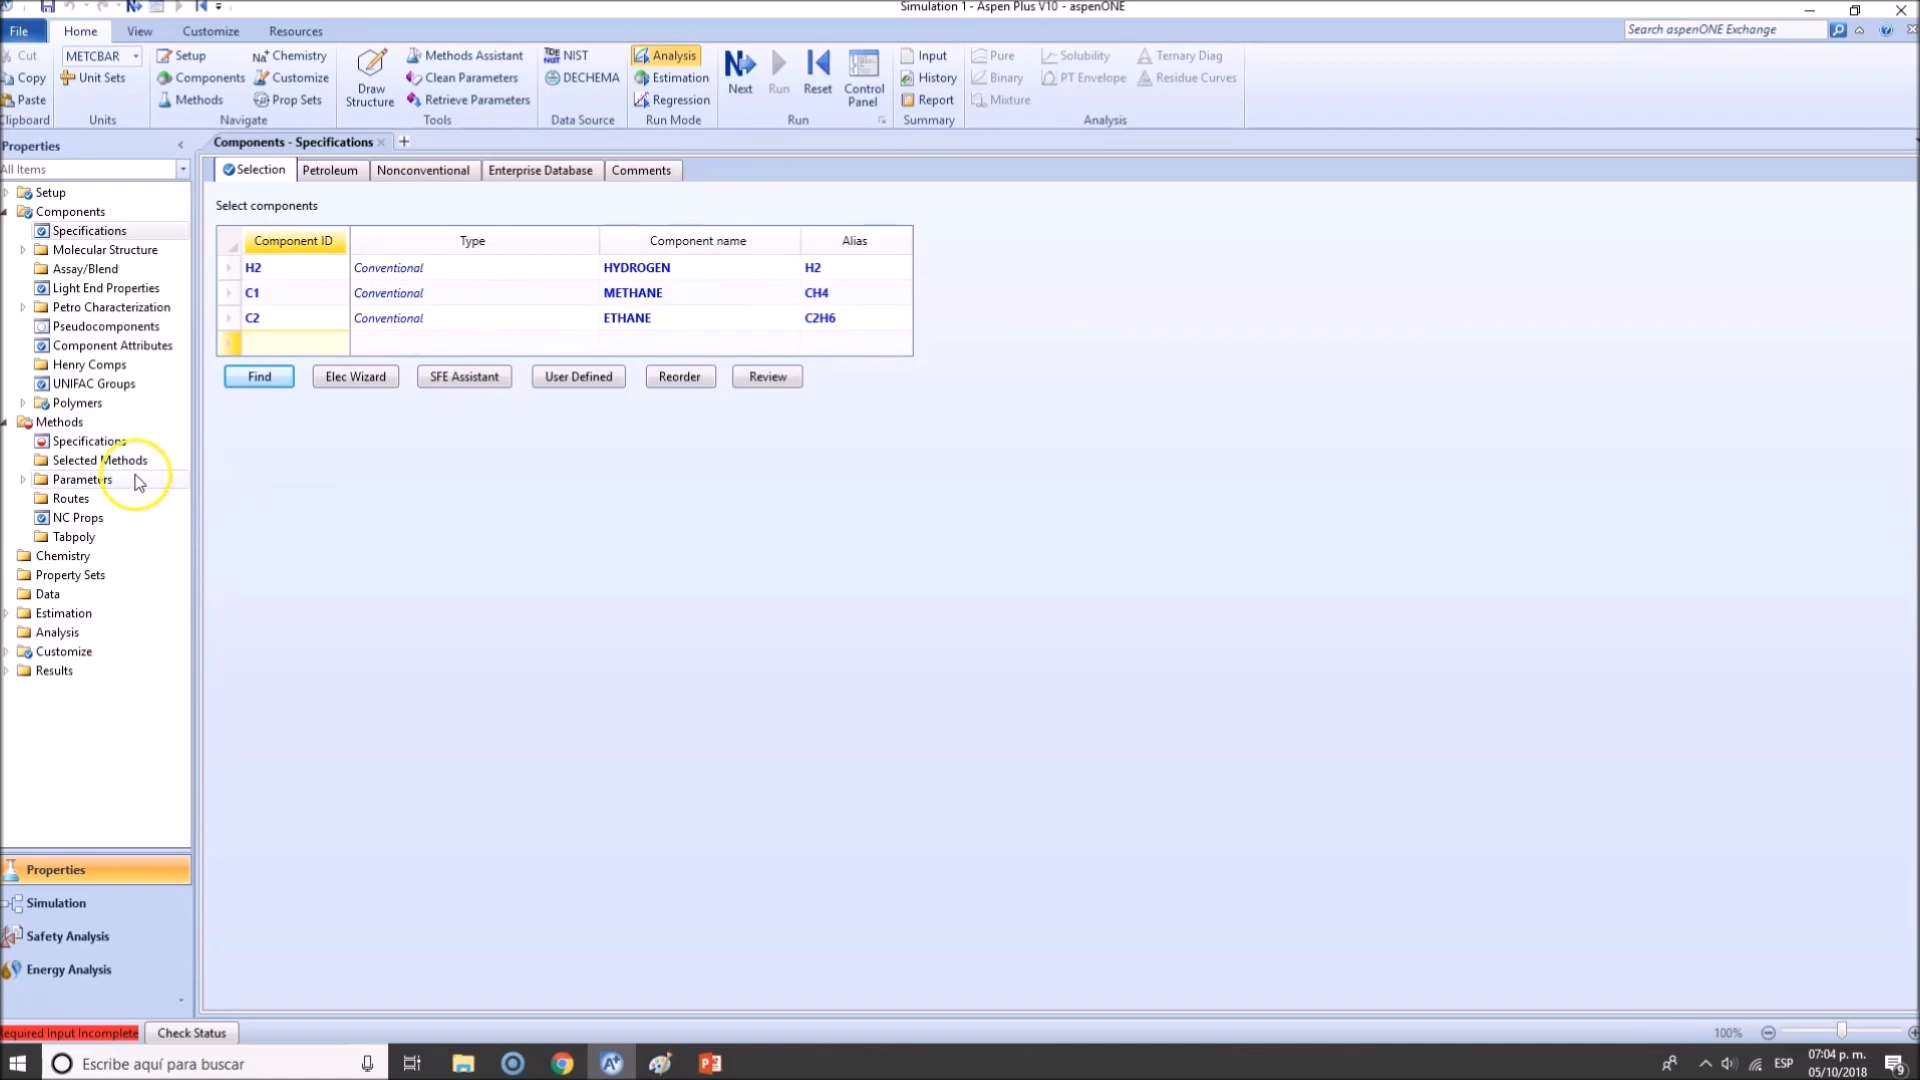 Simulation 1 - Aspen Plus V10 - aspenONE
File Home View Customize Resources
Search aspenONE Exchange
Cut METCBAR Setup Na+ Chemistry Methods Assistant NIST Analysis Input Pure Solubility Ternary Diag
Copy Unit Sets Components Customize Clean Parameters DECHEMA Estimation History Binary PT Envelope Residue Curves
Paste Methods Prop Sets Draw Structure Retrieve Parameters Regression Next Run Reset Control Panel Report Mixture
Clipboard Units Navigate Tools Data Source Run Mode Run Summary Analysis
Properties
All Items
Setup
Components
Specifications
Molecular Structure
Assay/Blend
Light End Properties
Petro Characterization
Pseudocomponents
Component Attributes
Henry Comps
UNIFAC Groups
Polymers
Methods
Specifications
Selected Methods
Parameters
Routes
NC Props
Tabpoly
Chemistry
Property Sets
Data
Estimation
Analysis
Customize
Results
Properties
Simulation
Safety Analysis
Energy Analysis
Components - Specifications
Selection Petroleum Nonconventional Enterprise Database Comments
Select components
Component ID Type Component name Alias
H2 Conventional HYDROGEN H2
C1 Conventional METHANE CH4
C2 Conventional ETHANE C2H6
Find Elec Wizard SFE Assistant User Defined Reorder Review
equired Input Incomplete Check Status 100%
Escribe aquí para buscar
ESP
07:04 p. m.
05/10/2018
9